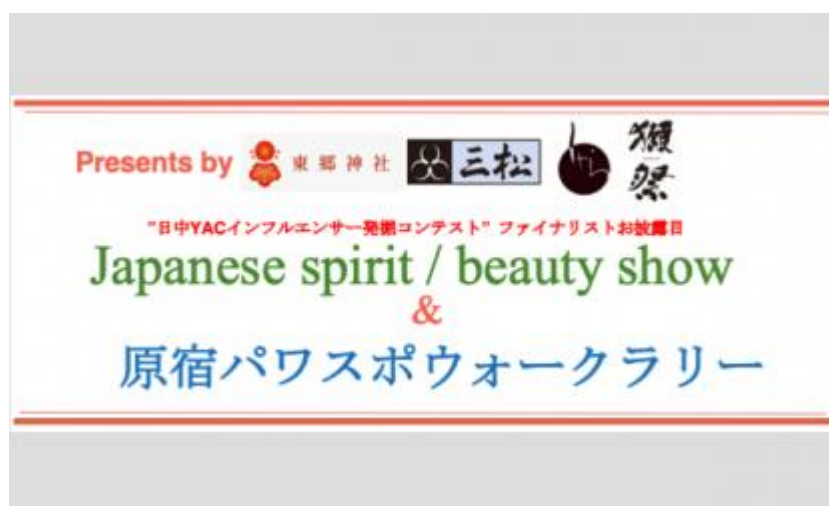 Presents by 東郷神社 三松 獺祭
"日中YACインフルエンサー発掘コンテスト" ファイナリストお披露目
Japanese spirit / beauty show
&
原宿パワスポウォークラリー